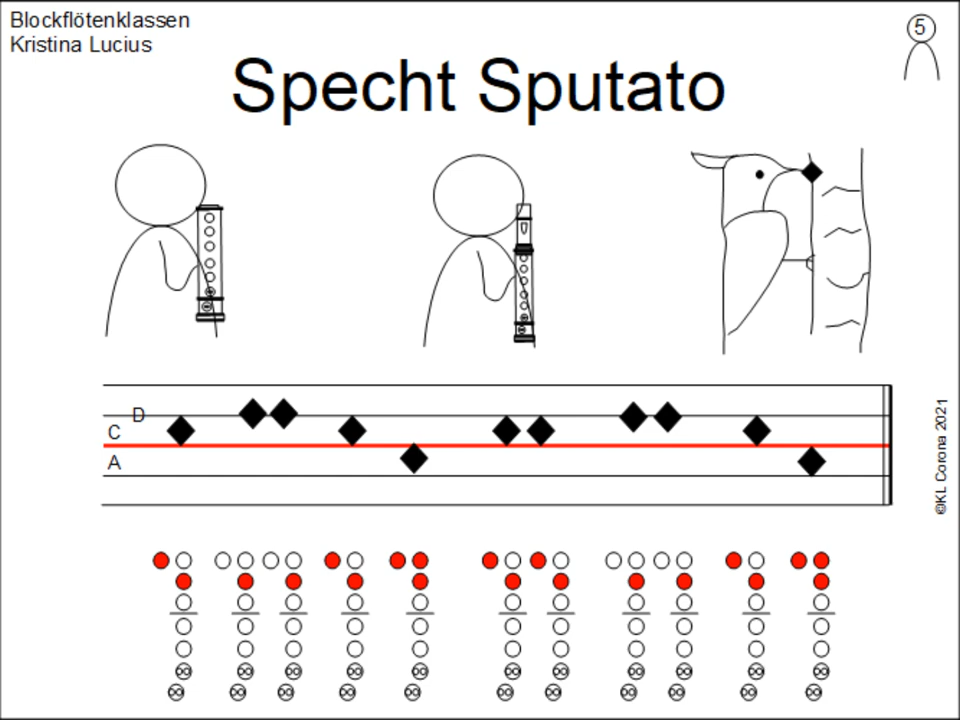 Blockflötenklassen
Kristina Lucius
5
Specht Sputato
D
C
A
©KL Corona 2021